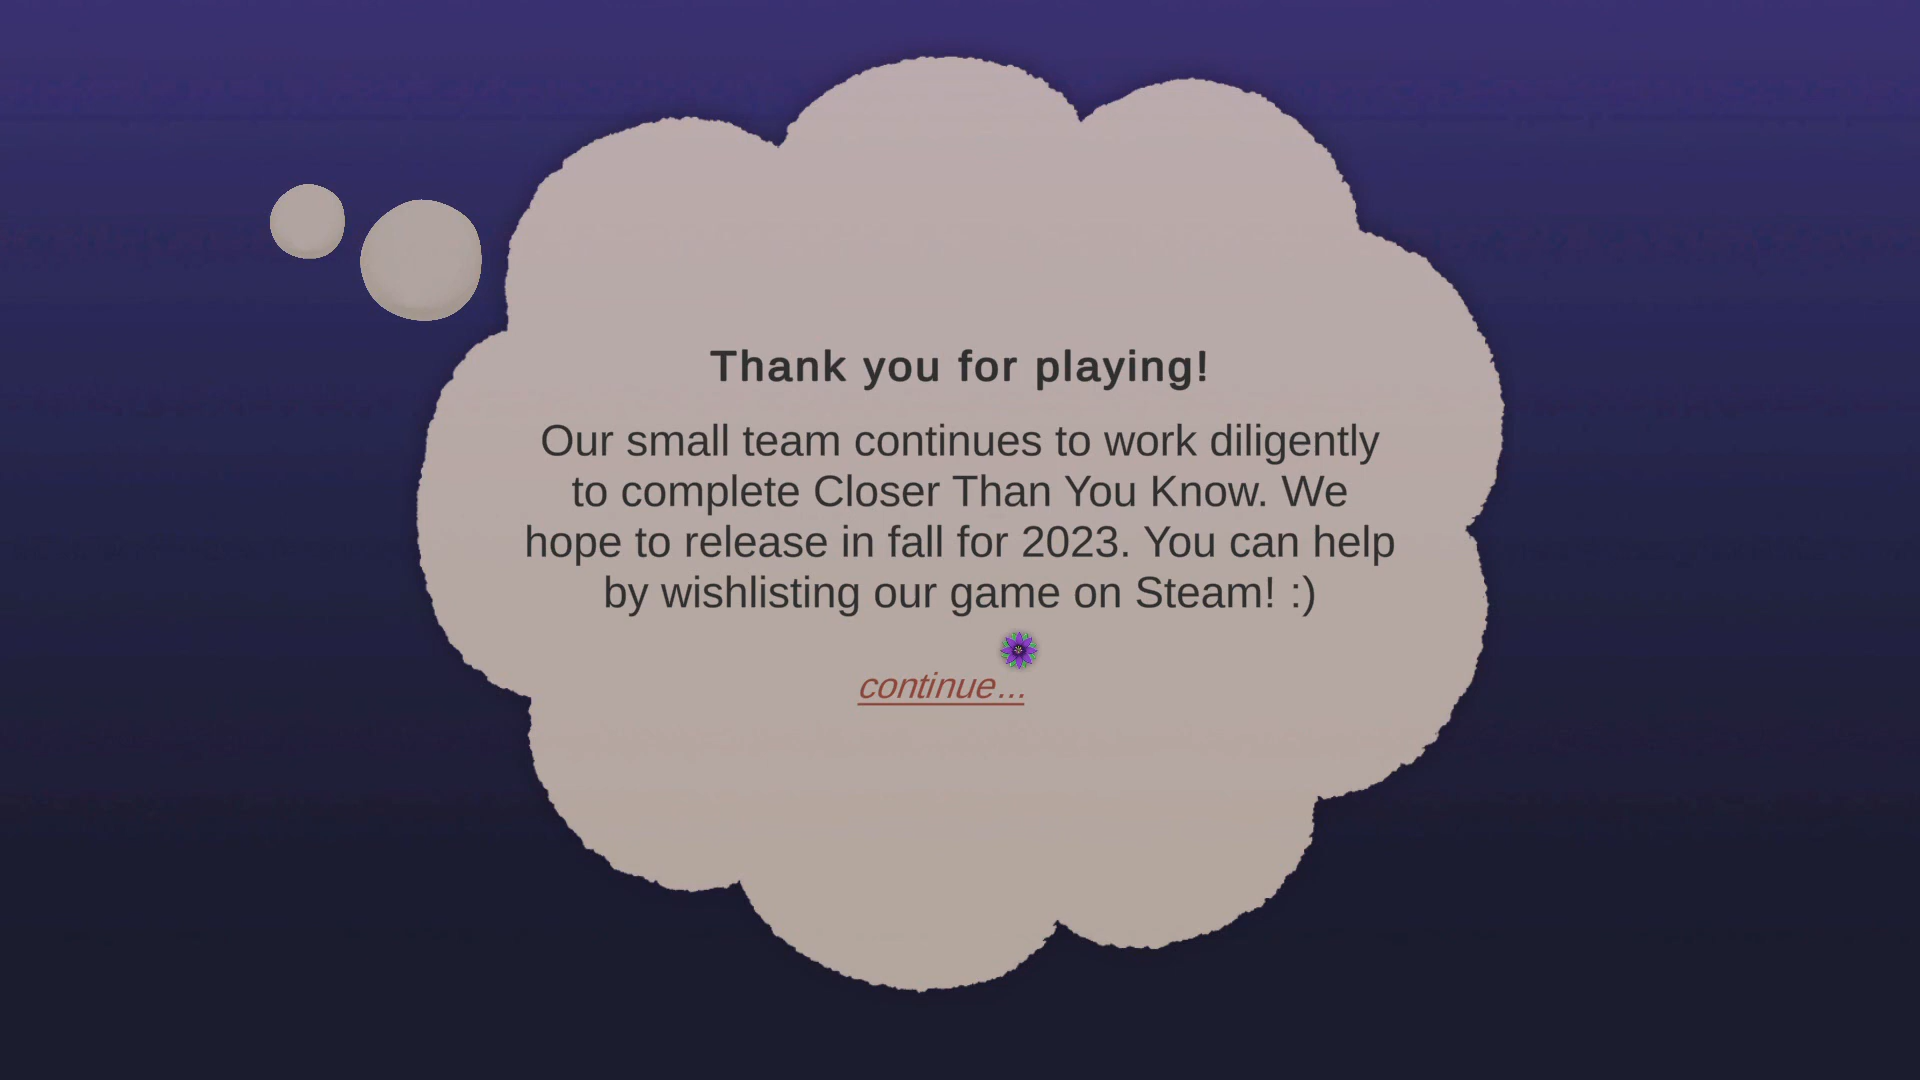 Thank you for playing!
Our small team continues to work diligently
to complete Closer Than You Know. We
hope to release in fall for 2023. You can help
by wishlisting our game on Steam! :)
continue...